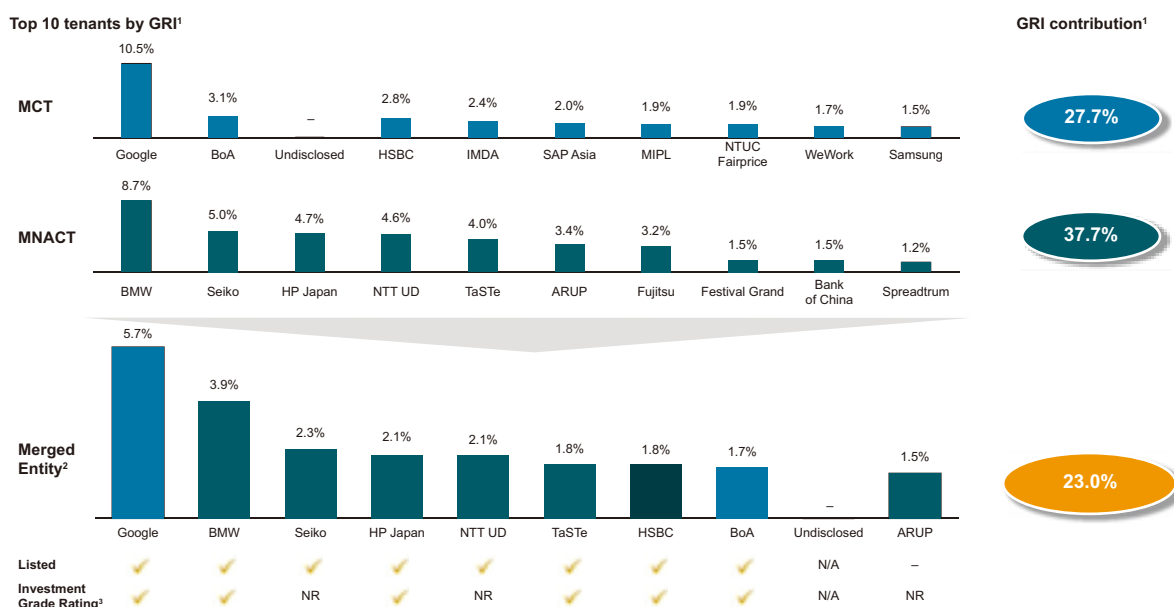 Top 10 tenants by GRI¹
GRI contribution¹
MCT
10.5% 3.1% – 2.8% 2.4% 2.0% 1.9% 1.9% 1.7% 1.5%
27.7%
Google BoA Undisclosed HSBC IMDA SAP Asia MIPL NTUC Fairprice WeWork Samsung
MNACT
8.7% 5.0% 4.7% 4.6% 4.0% 3.4% 3.2% 1.5% 1.5% 1.2%
37.7%
BMW Seiko HP Japan NTT UD TaSTe ARUP Fujitsu Festival Grand Bank of China Spreadtrum
Merged
Entity²
5.7% 3.9% 2.3% 2.1% 2.1% 1.8% 1.8% 1.7% – 1.5%
23.0%
Google BMW Seiko HP Japan NTT UD TaSTe HSBC BoA Undisclosed ARUP
Listed N/A –
Investment
Grade Rating³ NR NR N/A NR